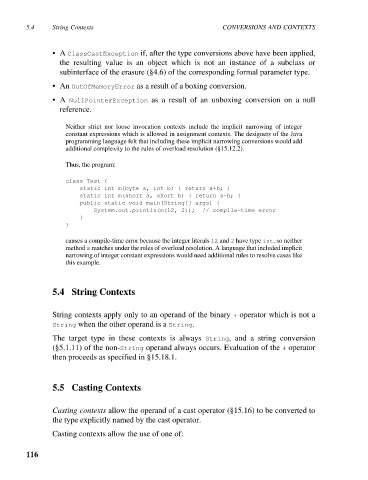 5.4 String Contexts CONVERSIONS AND CONTEXTS
• A ClassCastException if, after the type conversions above have been applied,
the resulting value is an object which is not an instance of a subclass or
subinterface of the erasure (§4.6) of the corresponding formal parameter type.
• An OutOfMemoryError as a result of a boxing conversion.
• A NullPointerException as a result of an unboxing conversion on a null
reference.
Neither strict nor loose invocation contexts include the implicit narrowing of integer
constant expressions which is allowed in assignment contexts. The designers of the Java
programming language felt that including these implicit narrowing conversions would add
additional complexity to the rules of overload resolution (§15.12.2).
Thus, the program:
class Test {
static int m(byte a, int b) { return a+b; }
static int m(short a, short b) { return a-b; }
public static void main(String[] args) {
System.out.println(m(12, 2)); // compile-time error
}
}
causes a compile-time error because the integer literals 12 and 2 have type int, so neither
method m matches under the rules of overload resolution. A language that included implicit
narrowing of integer constant expressions would need additional rules to resolve cases like
this example.
5.4 String Contexts
String contexts apply only to an operand of the binary + operator which is not a
String when the other operand is a String.
The target type in these contexts is always String, and a string conversion
(§5.1.11) of the non-String operand always occurs. Evaluation of the + operator
then proceeds as specified in §15.18.1.
5.5 Casting Contexts
Casting contexts allow the operand of a cast operator (§15.16) to be converted to
the type explicitly named by the cast operator.
Casting contexts allow the use of one of:
116